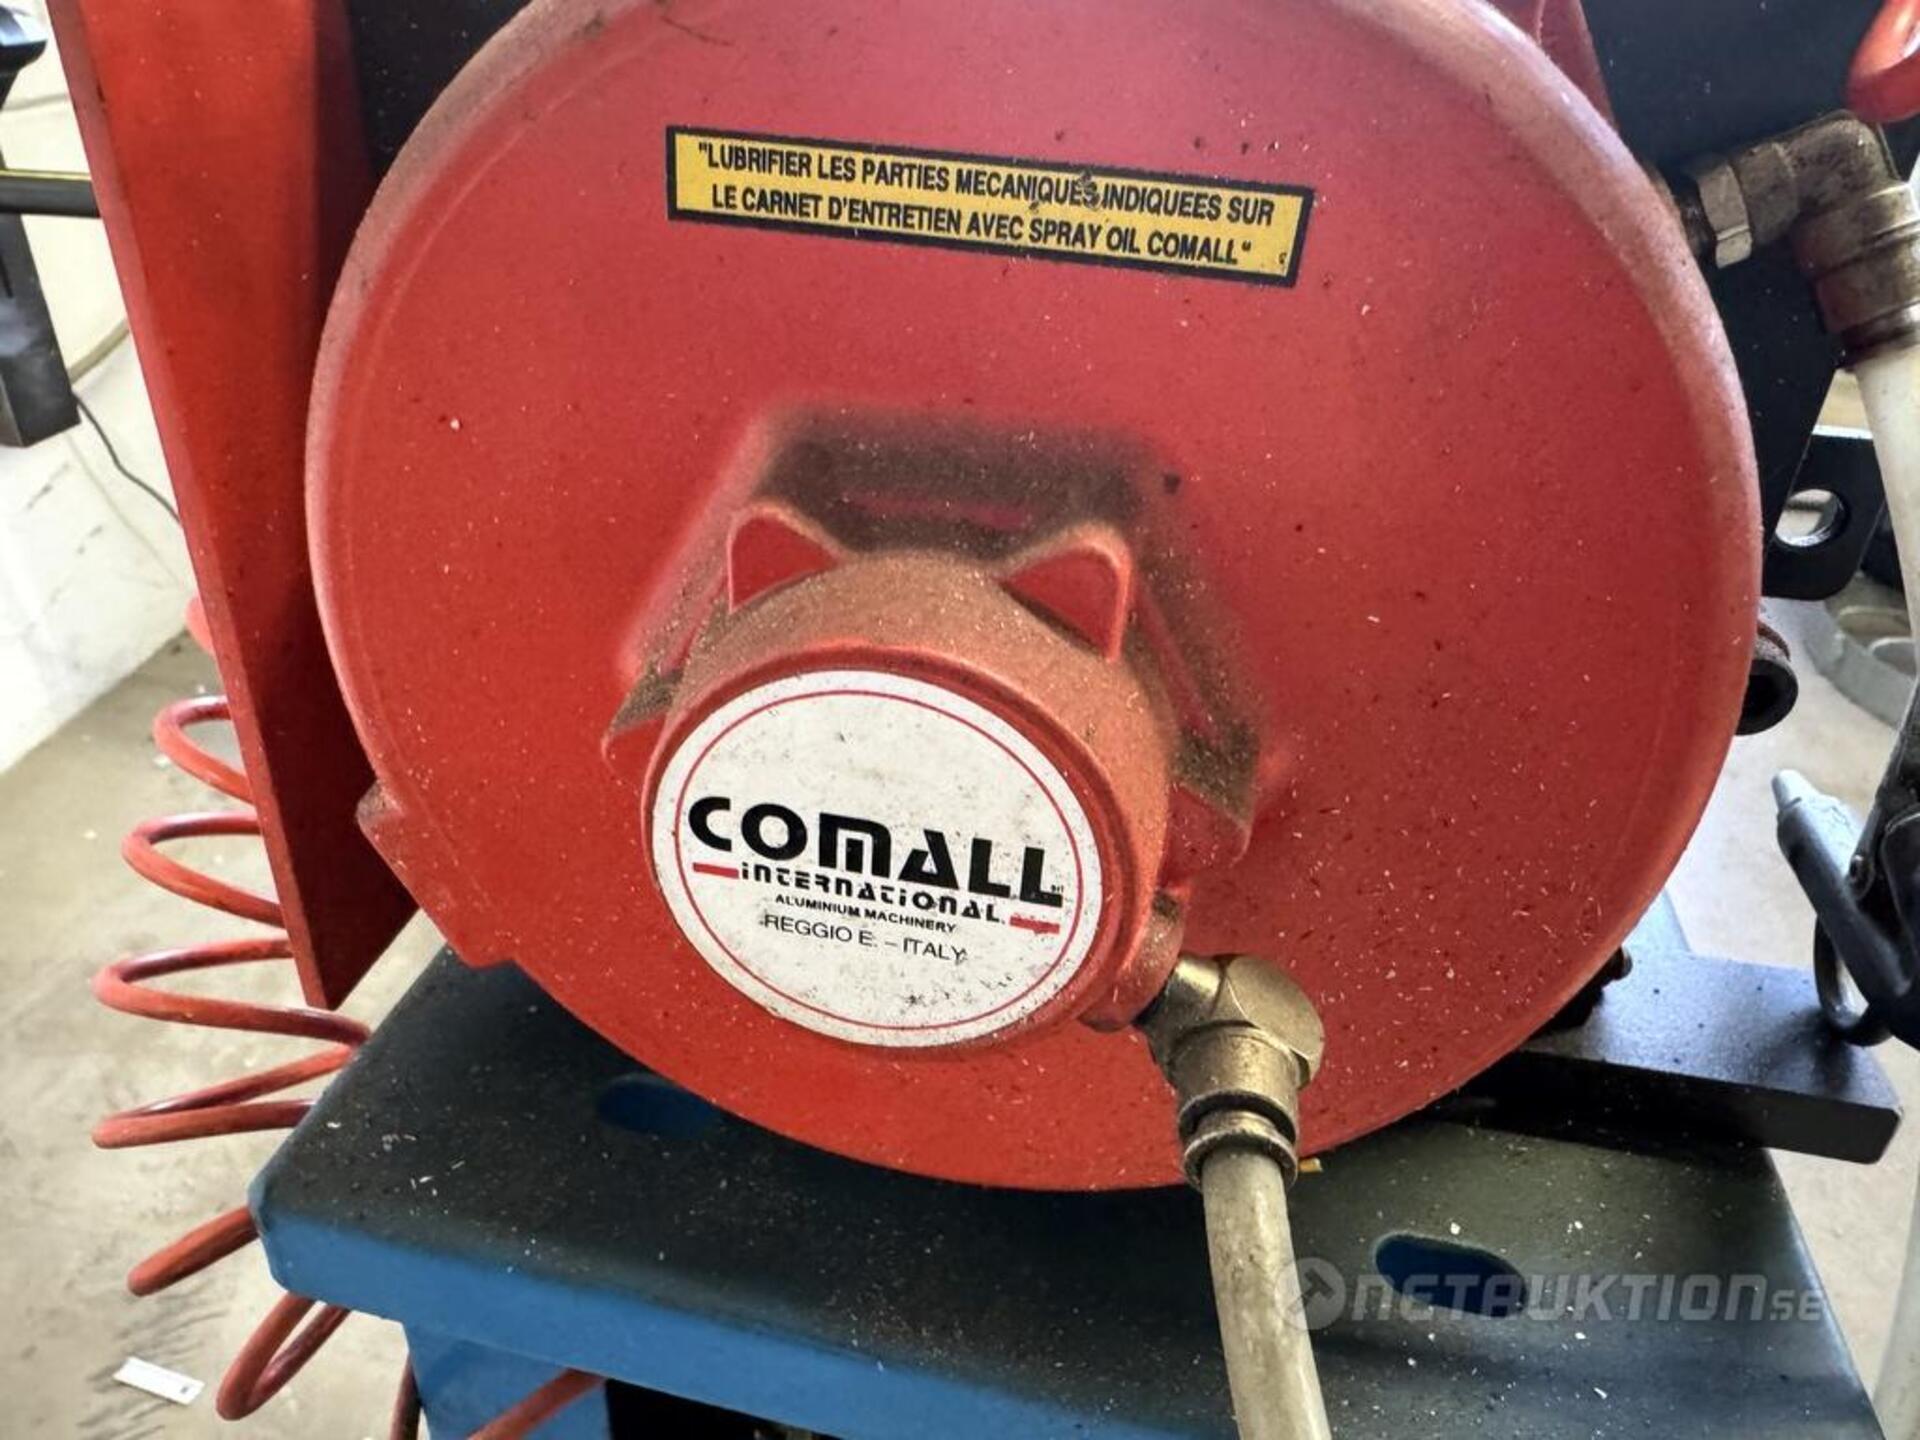 "LUBRIFIER LES PARTIES MECANIQUES INDIQUEES SUR
LE CARNET D'ENTRETIEN AVEC SPRAY OIL COMALL"
COMALL srl
INTERNATIONAL
ALUMINIUM MACHINERY
REGGIO E. – ITALY
NETAUKTION.SE